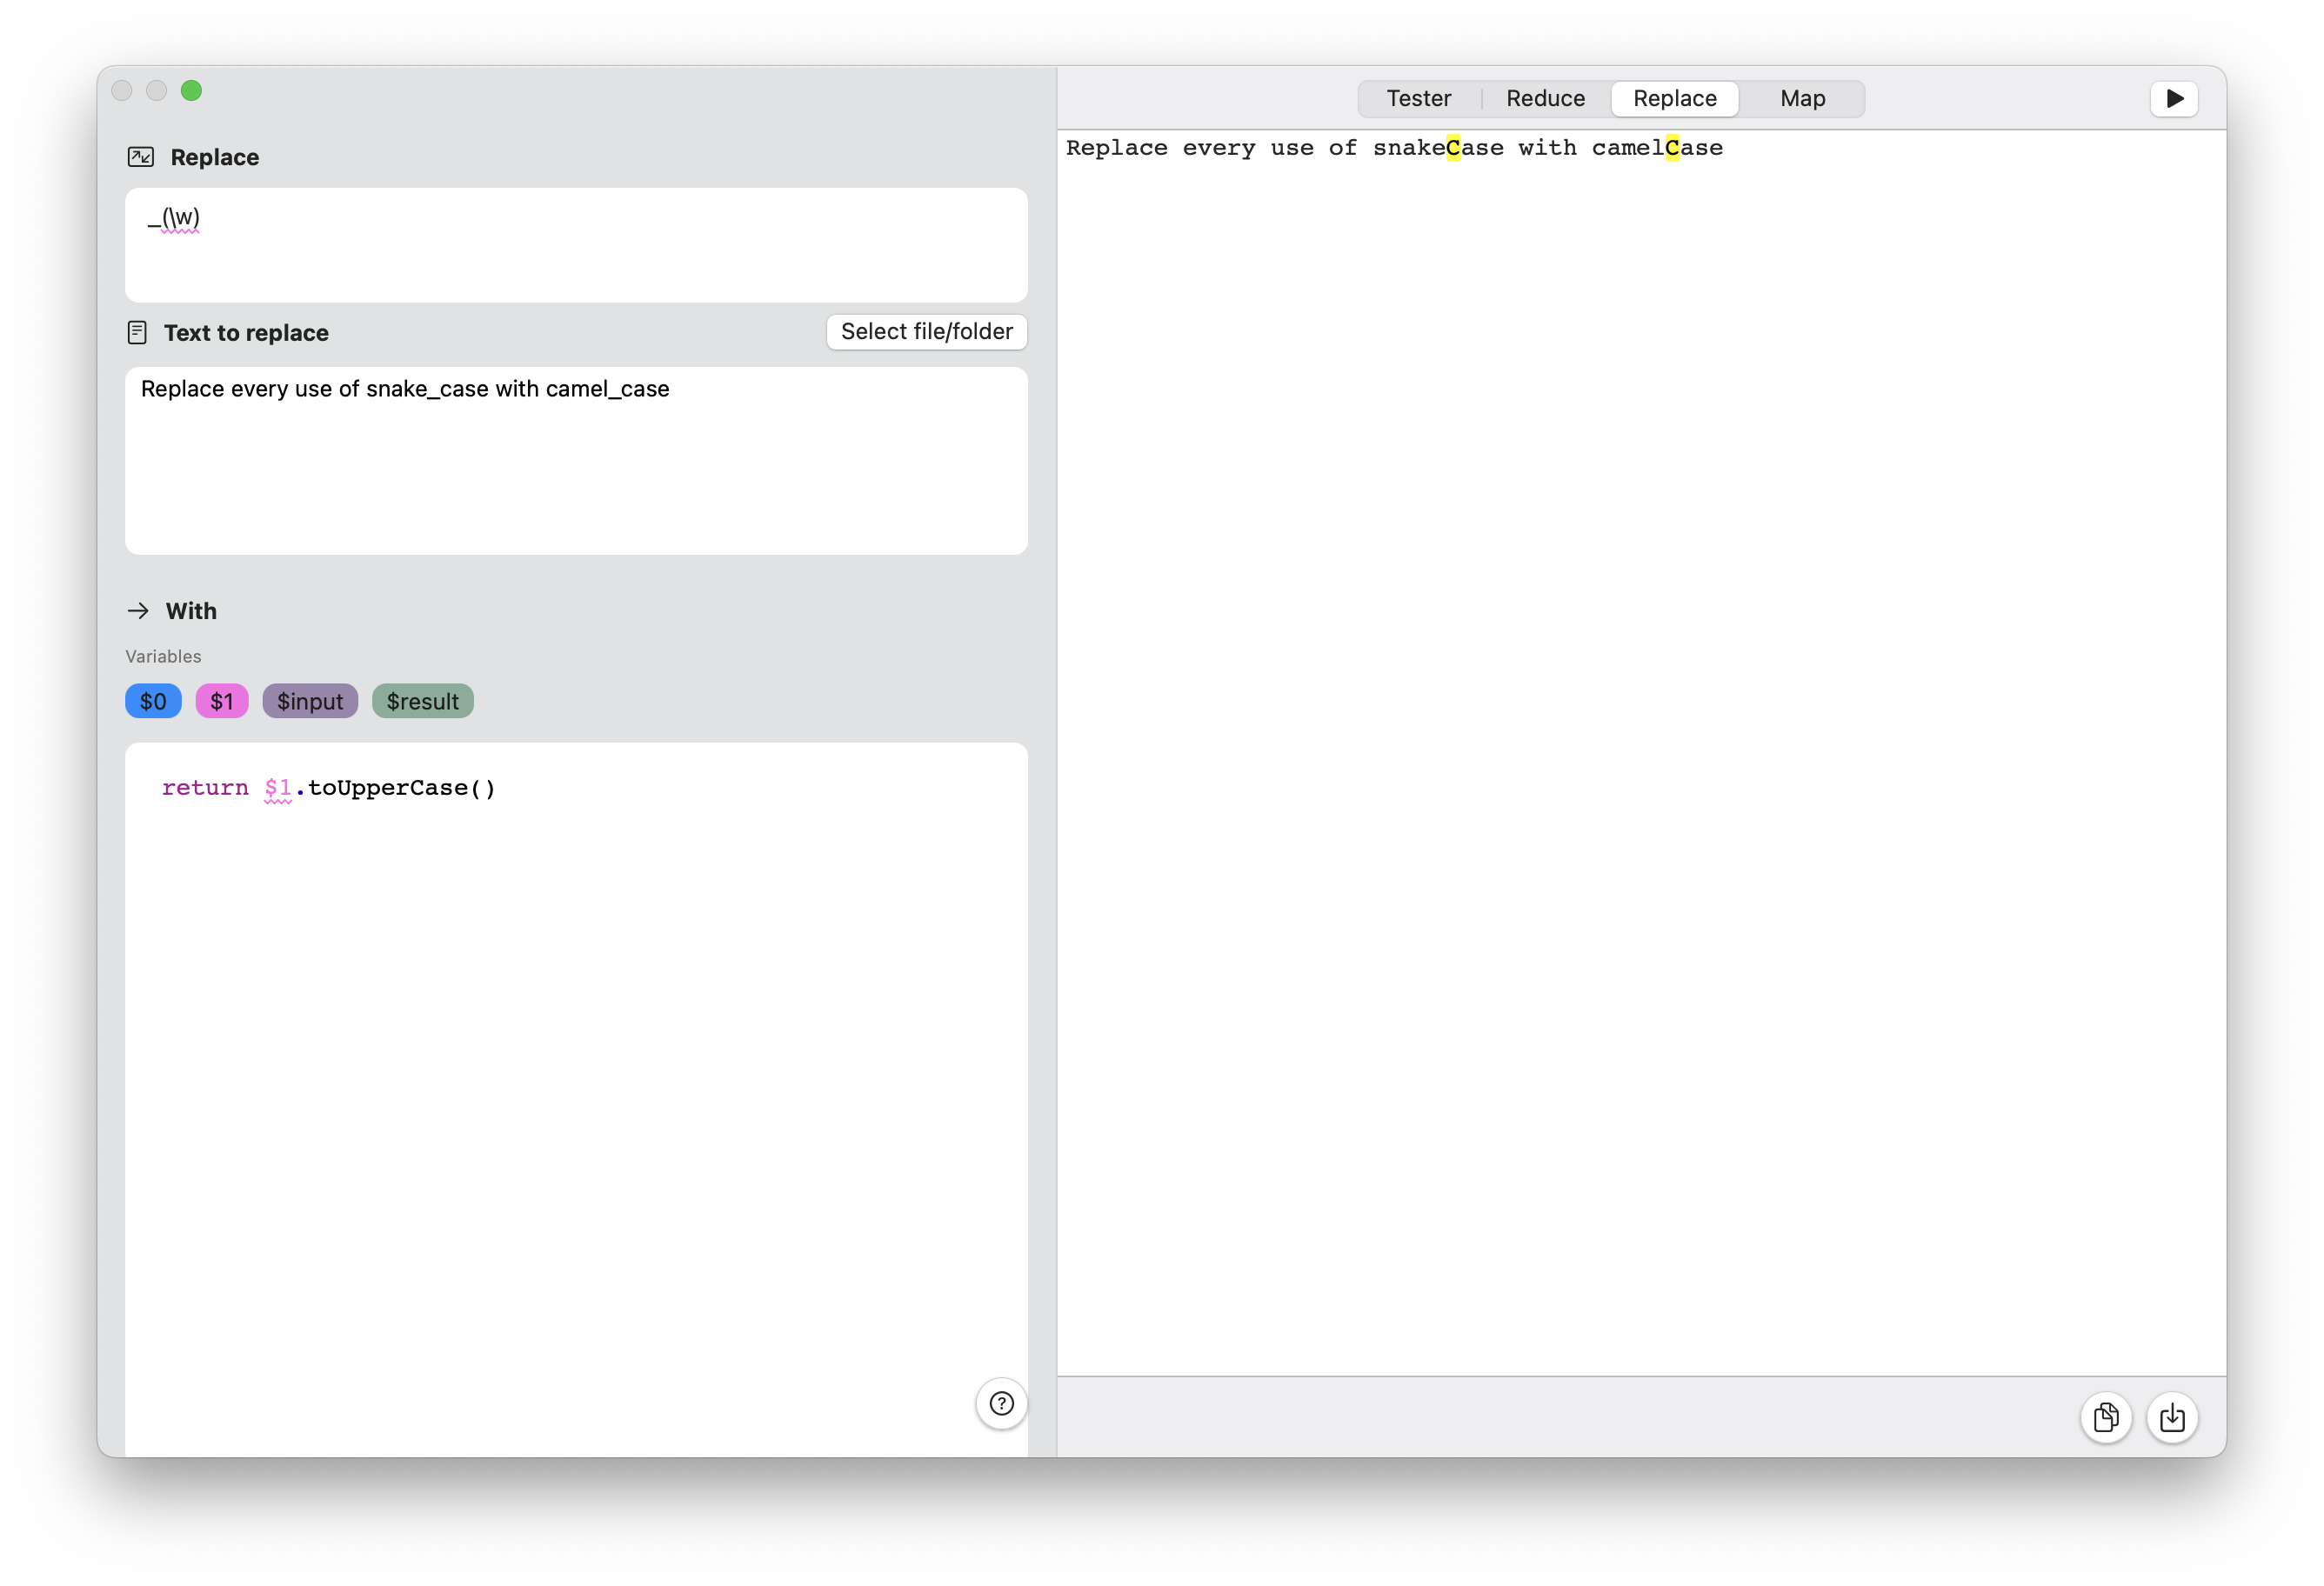 Replace
_(\w)
Text to replace
Select file/folder
Replace every use of snake_case with camel_case
With
Variables
$0 $1 $input $result
return $1.toUpperCase()
Tester Reduce Replace Map
Replace every use of snakeCase with camelCase
?